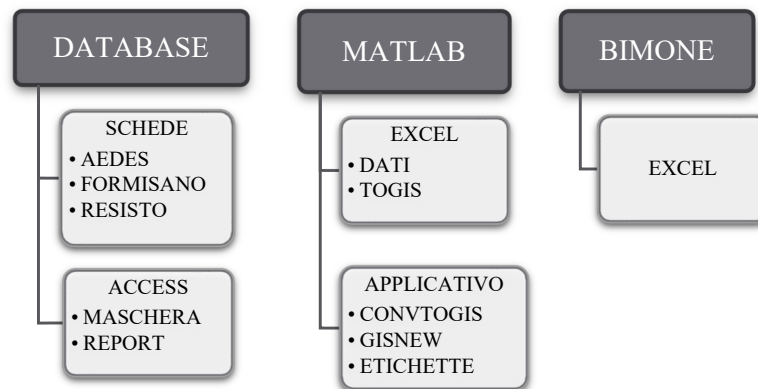 DATABASE
SCHEDE
• AEDES
• FORMISANO
• RESISTO
ACCESS
• MASCHERA
• REPORT
MATLAB
EXCEL
• DATI
• TOGIS
APPLICATIVO
• CONVTOGIS
• GISNEW
• ETICHETTE
BIMONE
EXCEL